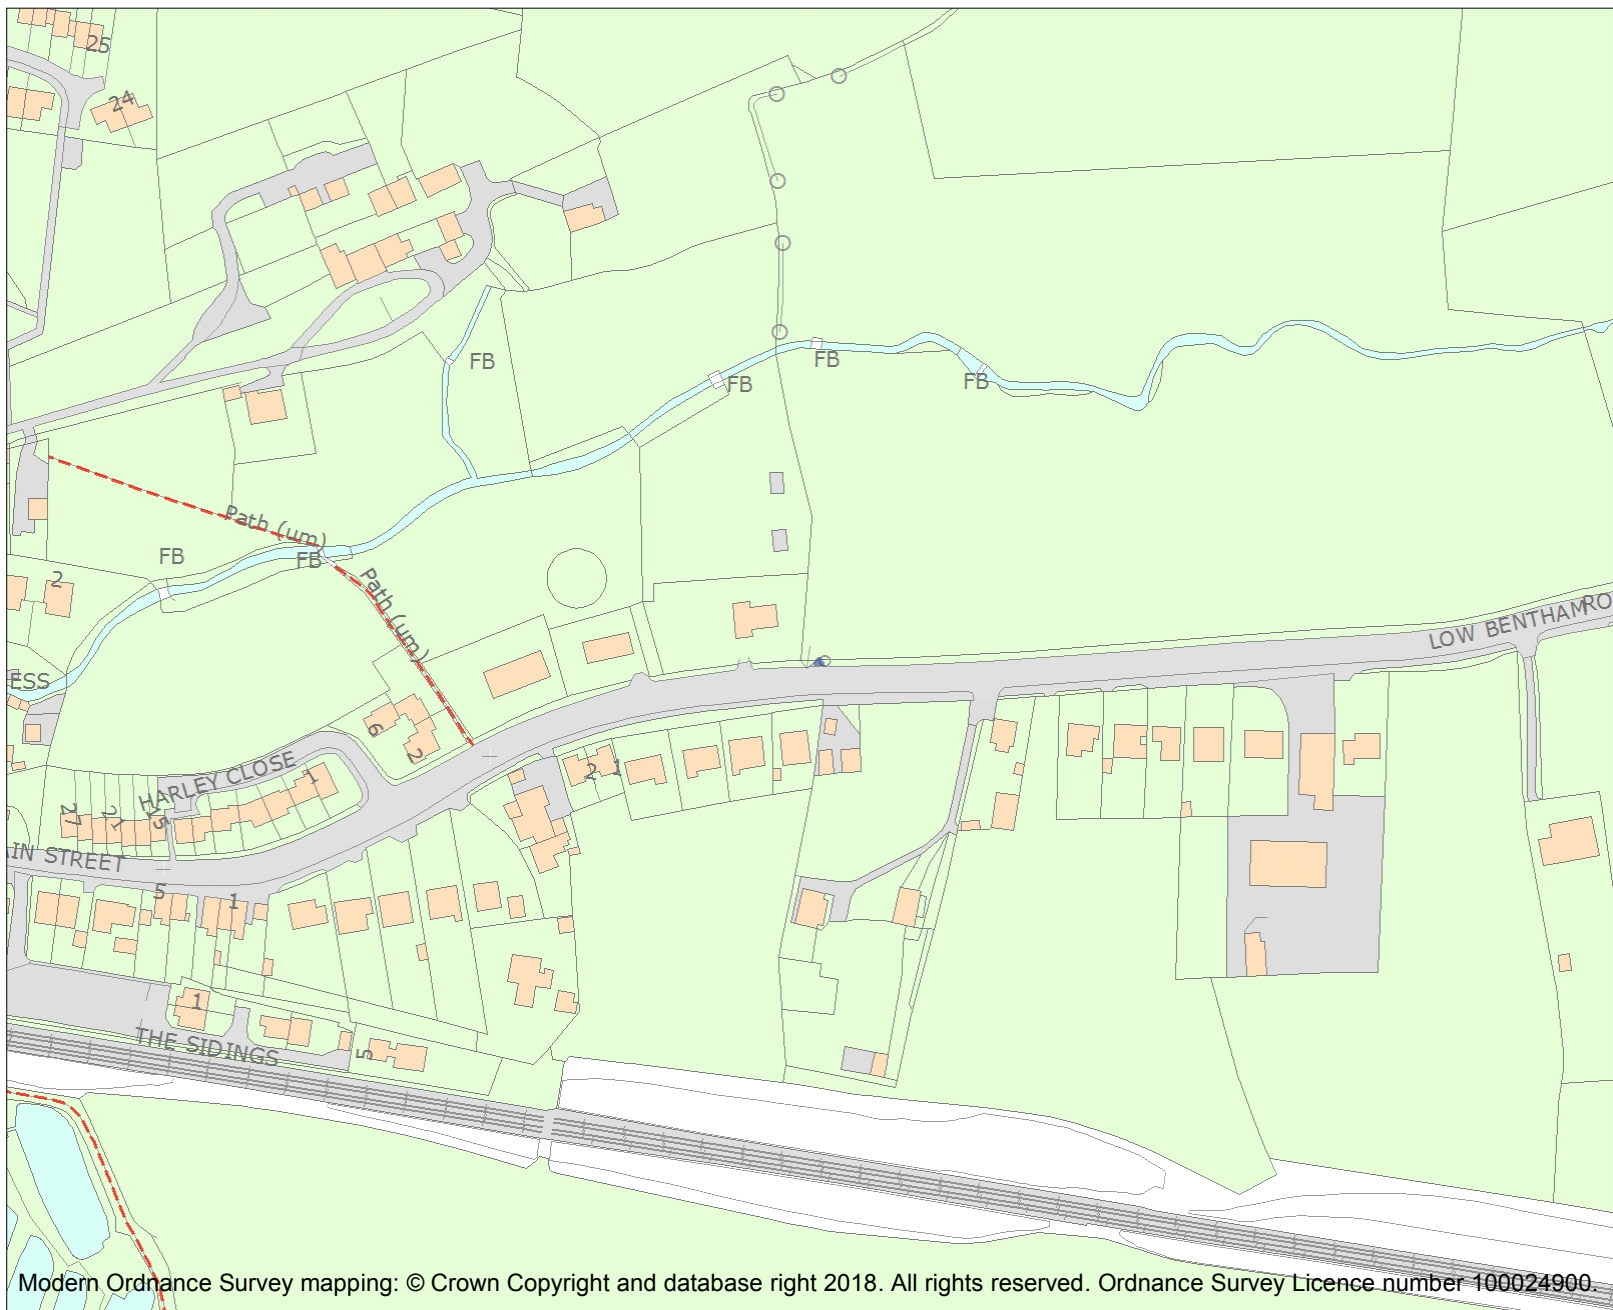 25
24
FB
FB
FB
FB
Path (um)
FB
FB
2
Path (um)
LOW BENTHAM RO
ESS
6
2
HARLEY CLOSE
1
2
1
27
21
15
AIN STREET
5
1
1
THE SIDINGS
5
Modern Ordnance Survey mapping: © Crown Copyright and database right 2018. All rights reserved. Ordnance Survey Licence number 100024900.